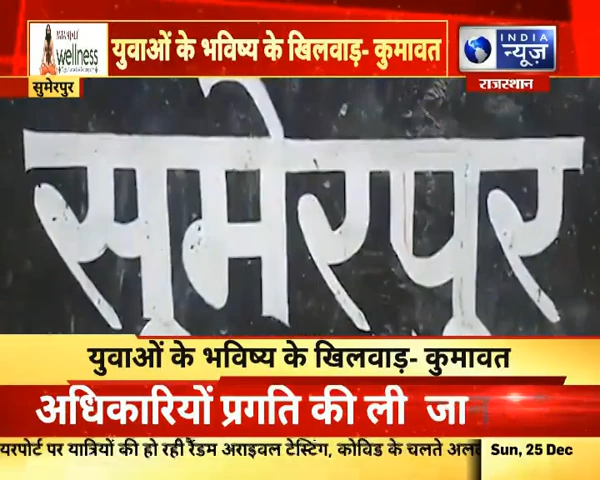 wellness
युवाओं के भविष्य के खिलवाड़- कुमावत
INDIA
न्यूज़
सुमेरपुर
राजस्थान
सुमेरपुर
युवाओं के भविष्य के खिलवाड़- कुमावत
अधिकारियों प्रगति की ली जा
यरपोर्ट पर यात्रियों की हो रही रैंडम अराइवल टेस्टिंग, कोविड के चलते अल
Sun, 25 Dec